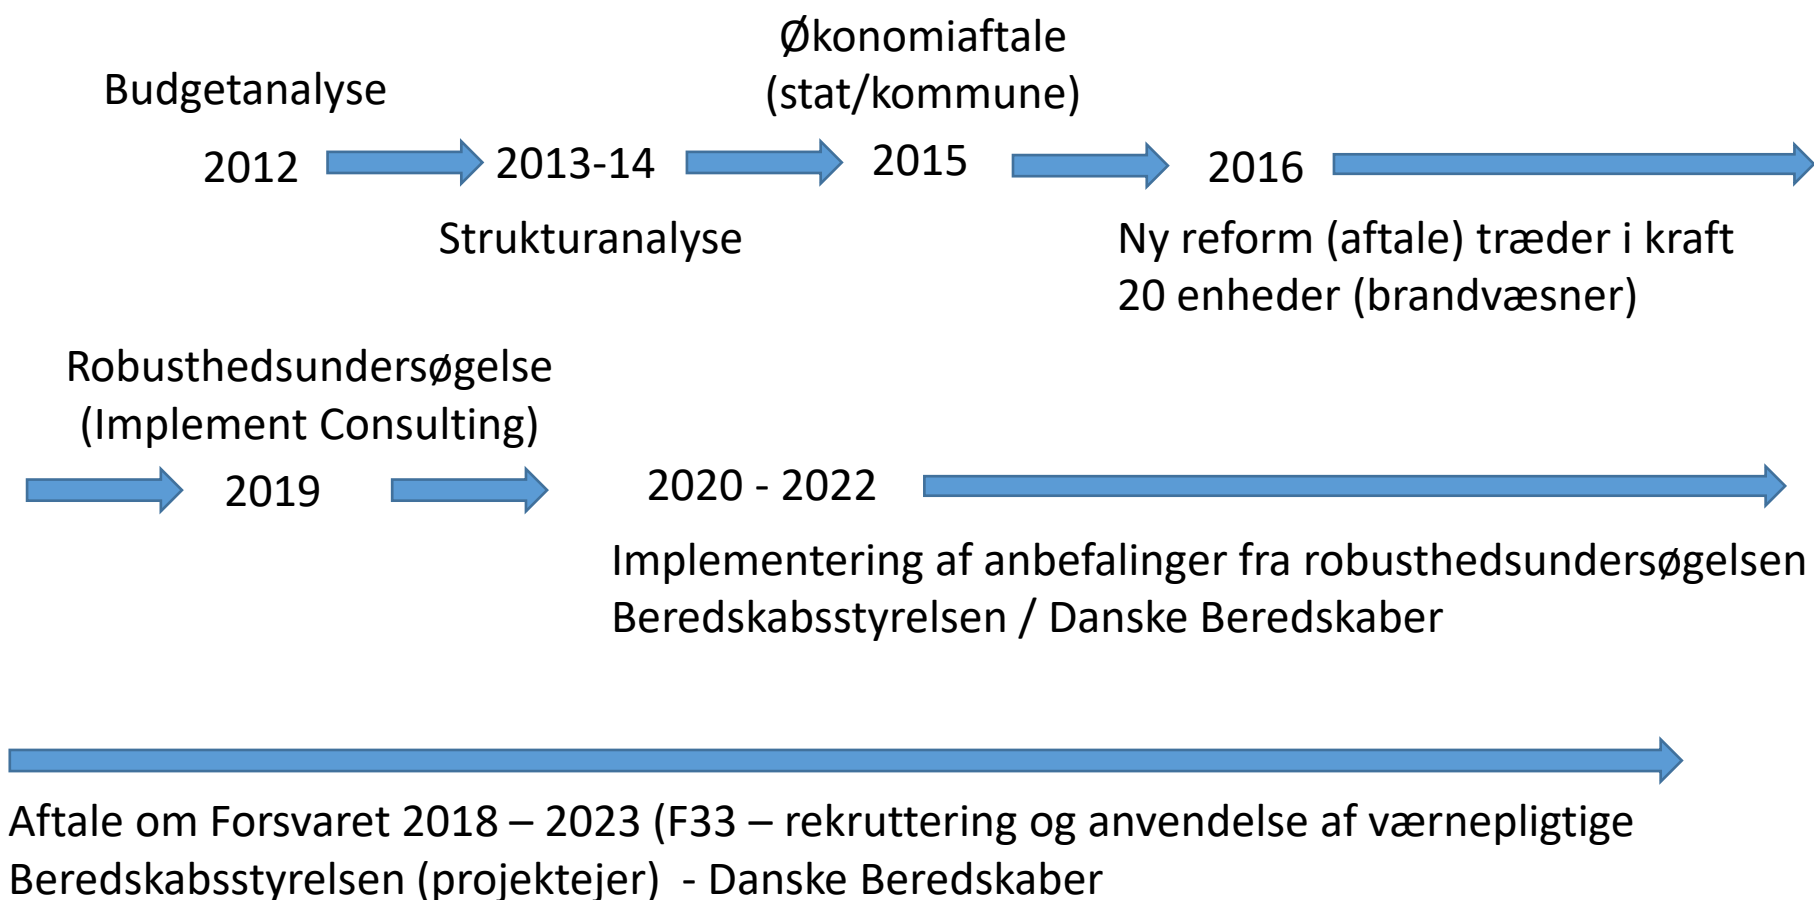 Budgetanalyse
Økonomiaftale
(stat/kommune)
2012
2013-14
2015
2016
Strukturanalyse
Ny reform (aftale) træder i kraft
20 enheder (brandvæsner)
Robusthedsundersøgelse
(Implement Consulting)
2019
2020 - 2022
Implementering af anbefalinger fra robusthedsundersøgelsen
Beredskabsstyrelsen / Danske Beredskaber
Aftale om Forsvaret 2018 – 2023 (F33 – rekruttering og anvendelse af værnepligtige
Beredskabsstyrelsen (projektejer)  - Danske Beredskaber